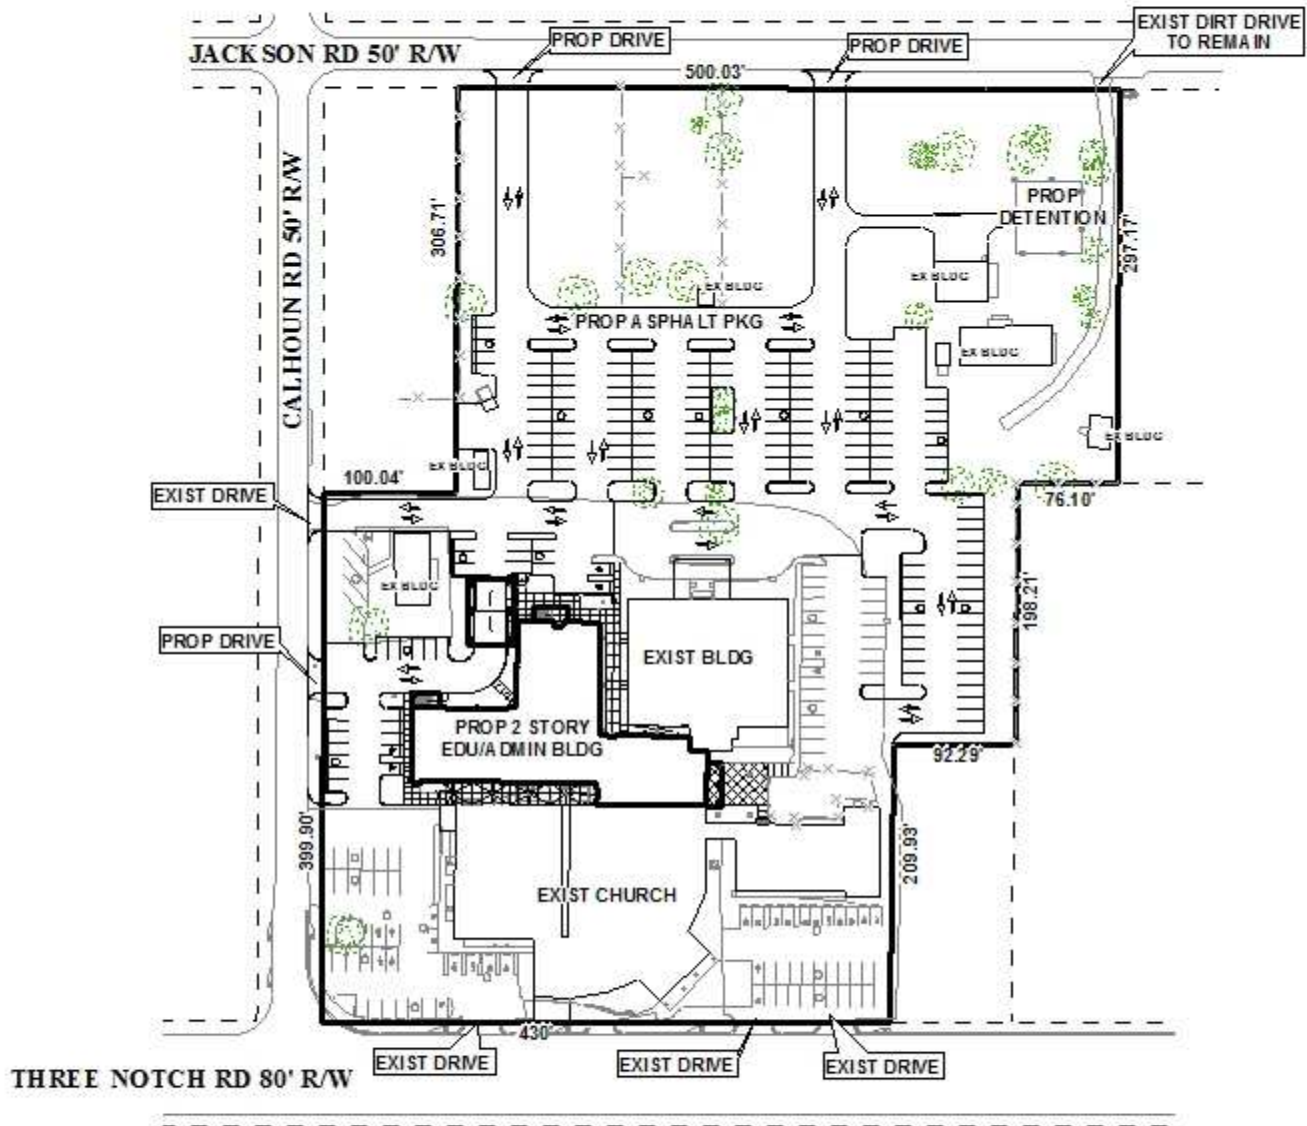 EXIST DIRT DRIVE
TO REMAIN
PROP DRIVE
PROP DRIVE
JACKSON RD 50' R/W
500.03'
CALHOUN RD 50' R/W
306.71'
PROP
DETENTION
297.17'
EX BLDG
EX BLDG
PROP ASPHALT PKG
EX BLDG
EX BLDG
EX BLDG
100.04'
76.10'
EXIST DRIVE
EX BLDG
198.21'
PROP DRIVE
EXIST BLDG
PROP 2 STORY
EDU/ADMIN BLDG
92.29'
399.90'
209.93'
EXIST CHURCH
430'
EXIST DRIVE
EXIST DRIVE
EXIST DRIVE
THREE NOTCH RD 80' R/W